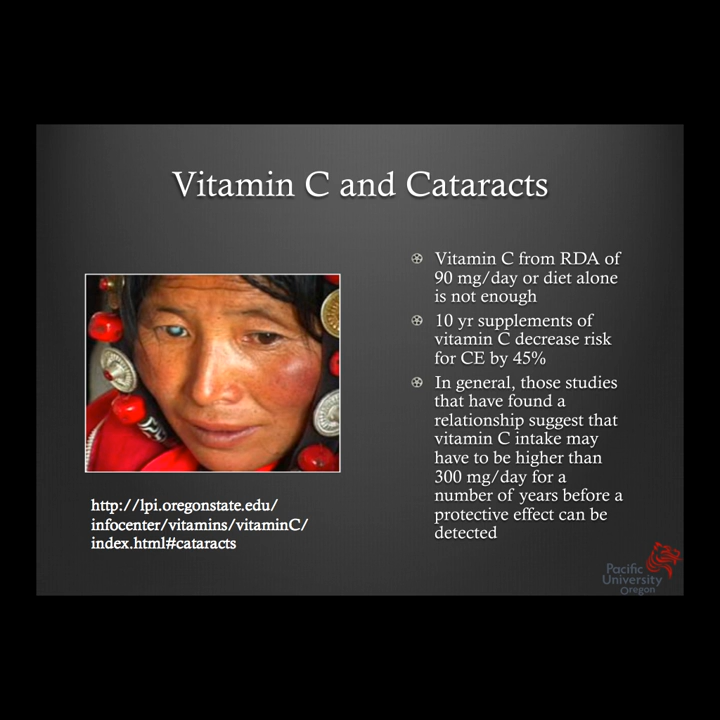 Vitamin C and Cataracts
Vitamin C from RDA of
90 mg/day or diet alone
is not enough
10 yr supplements of
vitamin C decrease risk
for CE by 45%
In general, those studies
that have found a
relationship suggest that
vitamin C intake may
have to be higher than
300 mg/day for a
number of years before a
protective effect can be
detected
http://lpi.oregonstate.edu/
infocenter/vitamins/vitaminC/
index.html#cataracts
Pacific
University
Oregon